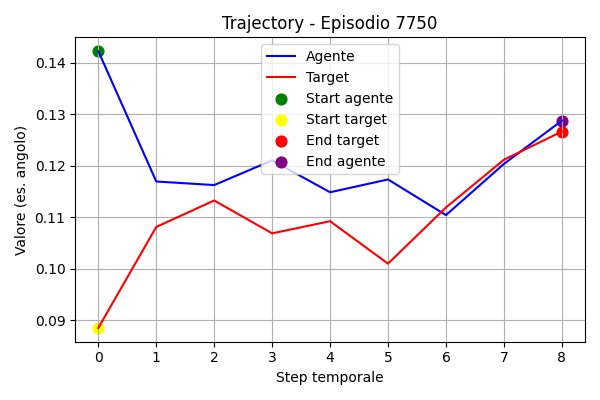 Trajectory - Episodio 7750
Agente
Target
Start agente
Start target
End target
End agente
Valore (es. angolo)
0.14
0.13
0.12
0.11
0.10
0.09
0 1 2 3 4 5 6 7 8
Step temporale